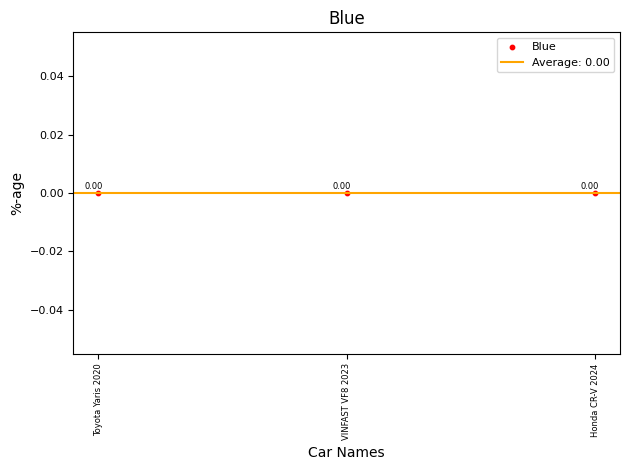 Blue
Blue
Average: 0.00
%-age
0.04
0.02
0.00
−0.02
−0.04
0.00
0.00
0.00
Toyota Yaris 2020
VINFAST VF8 2023
Honda CR-V 2024
Car Names